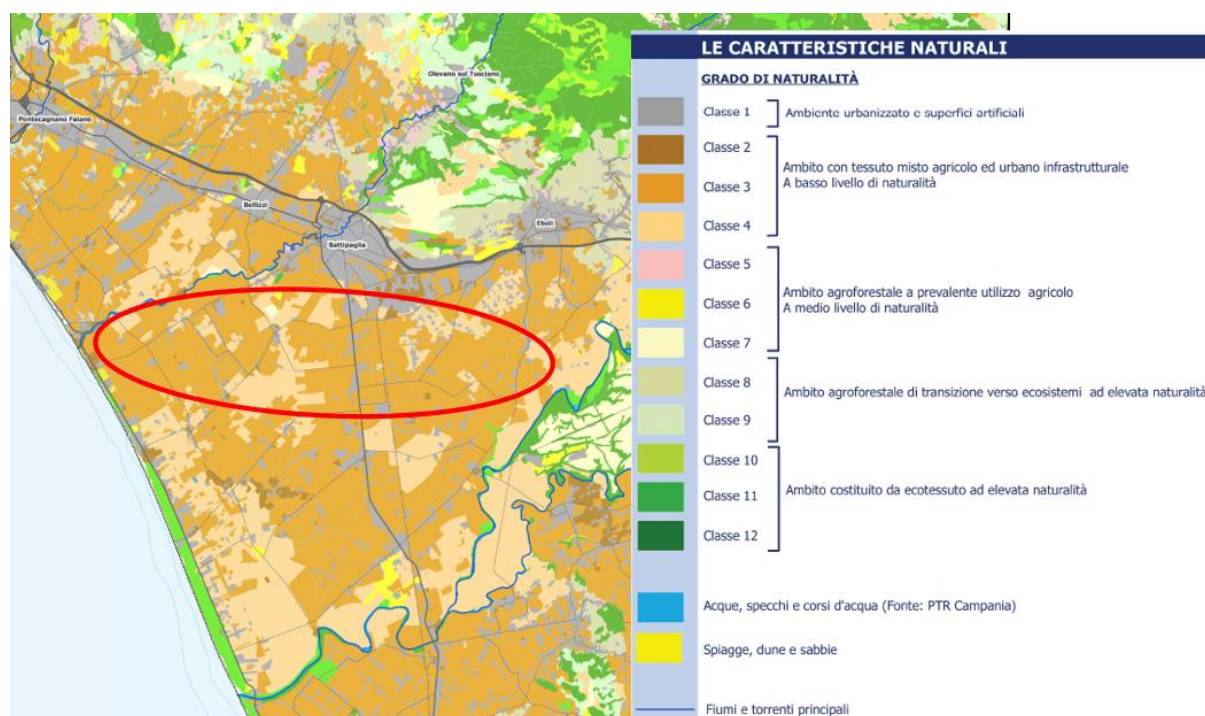 Olevano sul Tusciano
Pontecagnano Faiano
Bellizzi
Battipaglia
Eboli
LE CARATTERISTICHE NATURALI
GRADO DI NATURALITÀ
Classe 1
Ambiente urbanizzato e superfici artificiali
Classe 2
Ambito con tessuto misto agricolo ed urbano infrastrutturale
A basso livello di naturalità
Classe 3
Classe 4
Classe 5
Ambito agroforestale a prevalente utilizzo agricolo
A medio livello di naturalità
Classe 6
Classe 7
Classe 8
Ambito agroforestale di transizione verso ecosistemi ad elevata naturalità
Classe 9
Classe 10
Classe 11
Ambito costituito da ecotessuto ad elevata naturalità
Classe 12
Acque, specchi e corsi d'acqua (Fonte: PTR Campania)
Spiagge, dune e sabbie
Fiumi e torrenti principali